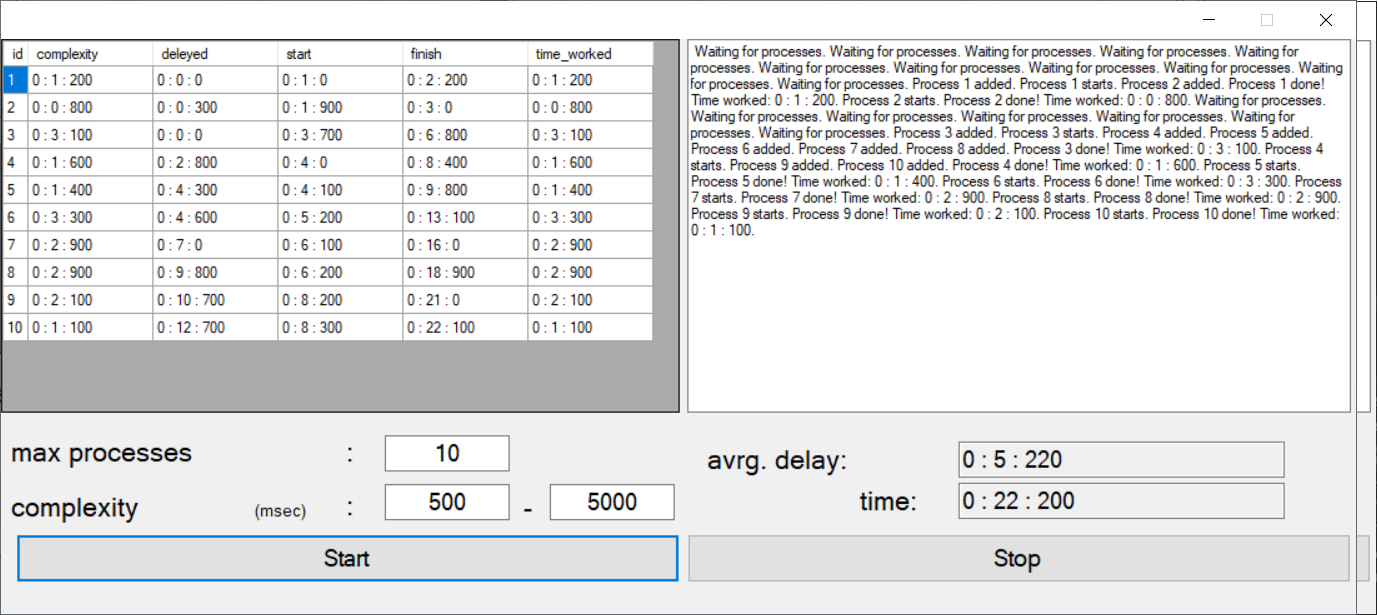 id complexity deleyed start finish time_worked
1 0 : 1 : 200 0 : 0 : 0 0 : 1 : 0 0 : 2 : 200 0 : 1 : 200
2 0 : 0 : 800 0 : 0 : 300 0 : 1 : 900 0 : 3 : 0 0 : 0 : 800
3 0 : 3 : 100 0 : 0 : 0 0 : 3 : 700 0 : 6 : 800 0 : 3 : 100
4 0 : 1 : 600 0 : 2 : 800 0 : 4 : 0 0 : 8 : 400 0 : 1 : 600
5 0 : 1 : 400 0 : 4 : 300 0 : 4 : 100 0 : 9 : 800 0 : 1 : 400
6 0 : 3 : 300 0 : 4 : 600 0 : 5 : 200 0 : 13 : 100 0 : 3 : 300
7 0 : 2 : 900 0 : 7 : 0 0 : 6 : 100 0 : 16 : 0 0 : 2 : 900
8 0 : 2 : 900 0 : 9 : 800 0 : 6 : 200 0 : 18 : 900 0 : 2 : 900
9 0 : 2 : 100 0 : 10 : 700 0 : 8 : 200 0 : 21 : 0 0 : 2 : 100
10 0 : 1 : 100 0 : 12 : 700 0 : 8 : 300 0 : 22 : 100 0 : 1 : 100
Waiting for processes. Waiting for processes. Waiting for processes. Waiting for processes. Waiting for
processes. Waiting for processes. Waiting for processes. Waiting for processes. Waiting for processes. Waiting
for processes. Waiting for processes. Process 1 added. Process 1 starts. Process 2 added. Process 1 done!
Time worked: 0 : 1 : 200. Process 2 starts. Process 2 done! Time worked: 0 : 0 : 800. Waiting for processes.
Waiting for processes. Waiting for processes. Waiting for processes. Waiting for processes. Waiting for
processes. Waiting for processes. Process 3 added. Process 3 starts. Process 4 added. Process 5 added.
Process 6 added. Process 7 added. Process 8 added. Process 3 done! Time worked: 0 : 3 : 100. Process 4
starts. Process 9 added. Process 10 added. Process 4 done! Time worked: 0 : 1 : 600. Process 5 starts.
Process 5 done! Time worked: 0 : 1 : 400. Process 6 starts. Process 6 done! Time worked: 0 : 3 : 300. Process
7 starts. Process 7 done! Time worked: 0 : 2 : 900. Process 8 starts. Process 8 done! Time worked: 0 : 2 : 900.
Process 9 starts. Process 9 done! Time worked: 0 : 2 : 100. Process 10 starts. Process 10 done! Time worked:
0 : 1 : 100.
max processes : 10
complexity (msec) : 500 - 5000
avrg. delay: 0 : 5 : 220
time: 0 : 22 : 200
Start
Stop